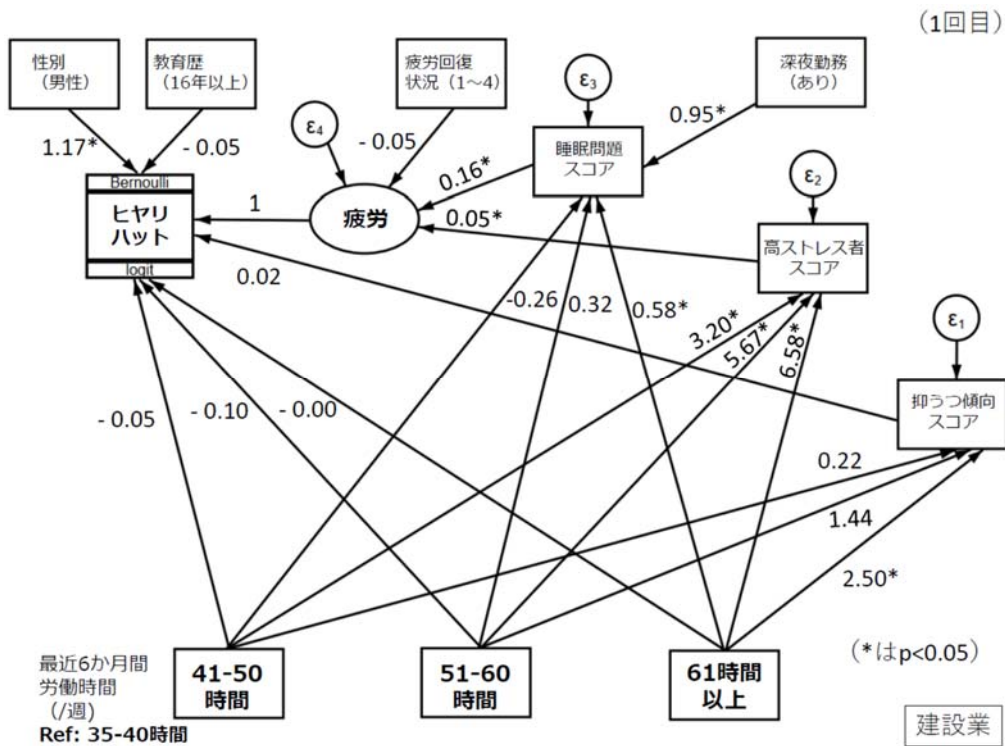 (1回目)
性別
(男性)
教育歴
(16年以上)
疲労回復
状況(1~4)
ε3
深夜勤務
(あり)
ε4
1.17*
- 0.05
- 0.05
0.95*
睡眠問題
スコア
0.16*
ε2
Bernoulli
ヒヤリ
ハット
logit
1
疲労
0.05*
高ストレス者
スコア
0.02
-0.26
0.32
0.58*
3.20*
5.67*
6.58*
ε1
抑うつ傾向
スコア
- 0.05
- 0.10
- 0.00
0.22
1.44
2.50*
最近6か月間
労働時間
(/週)
Ref: 35-40時間
41-50
時間
51-60
時間
61時間
以上
(*はp<0.05)
建設業